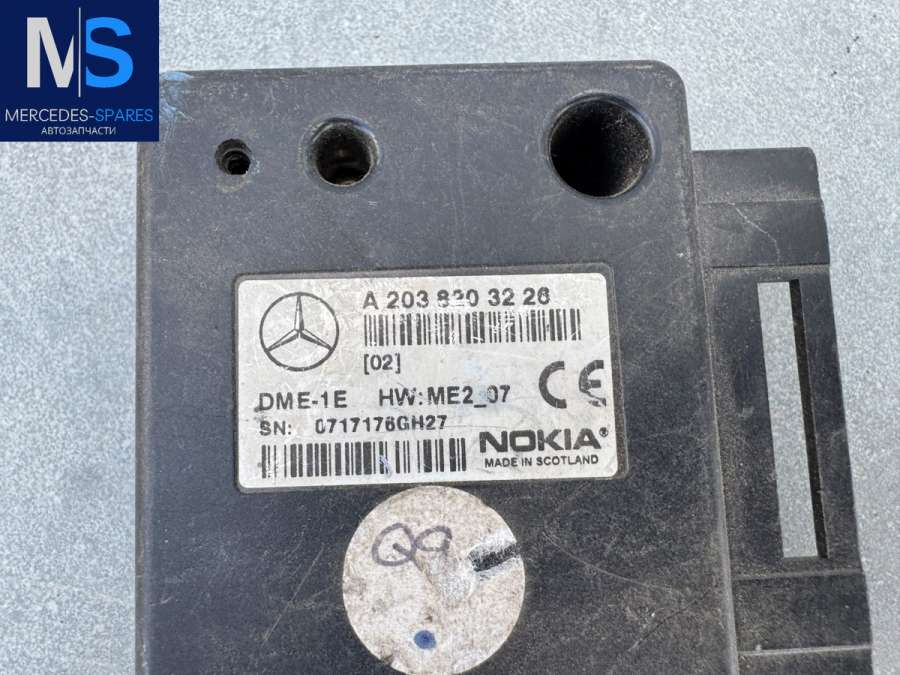 MS
MERCEDES-SPARES
АВТОЗАПЧАСТИ
A 203 820 32 26
[02]
DME-1E HW:ME2_07
CE
SN: 0717176GH27
NOKIA®
MADE IN SCOTLAND
Q9